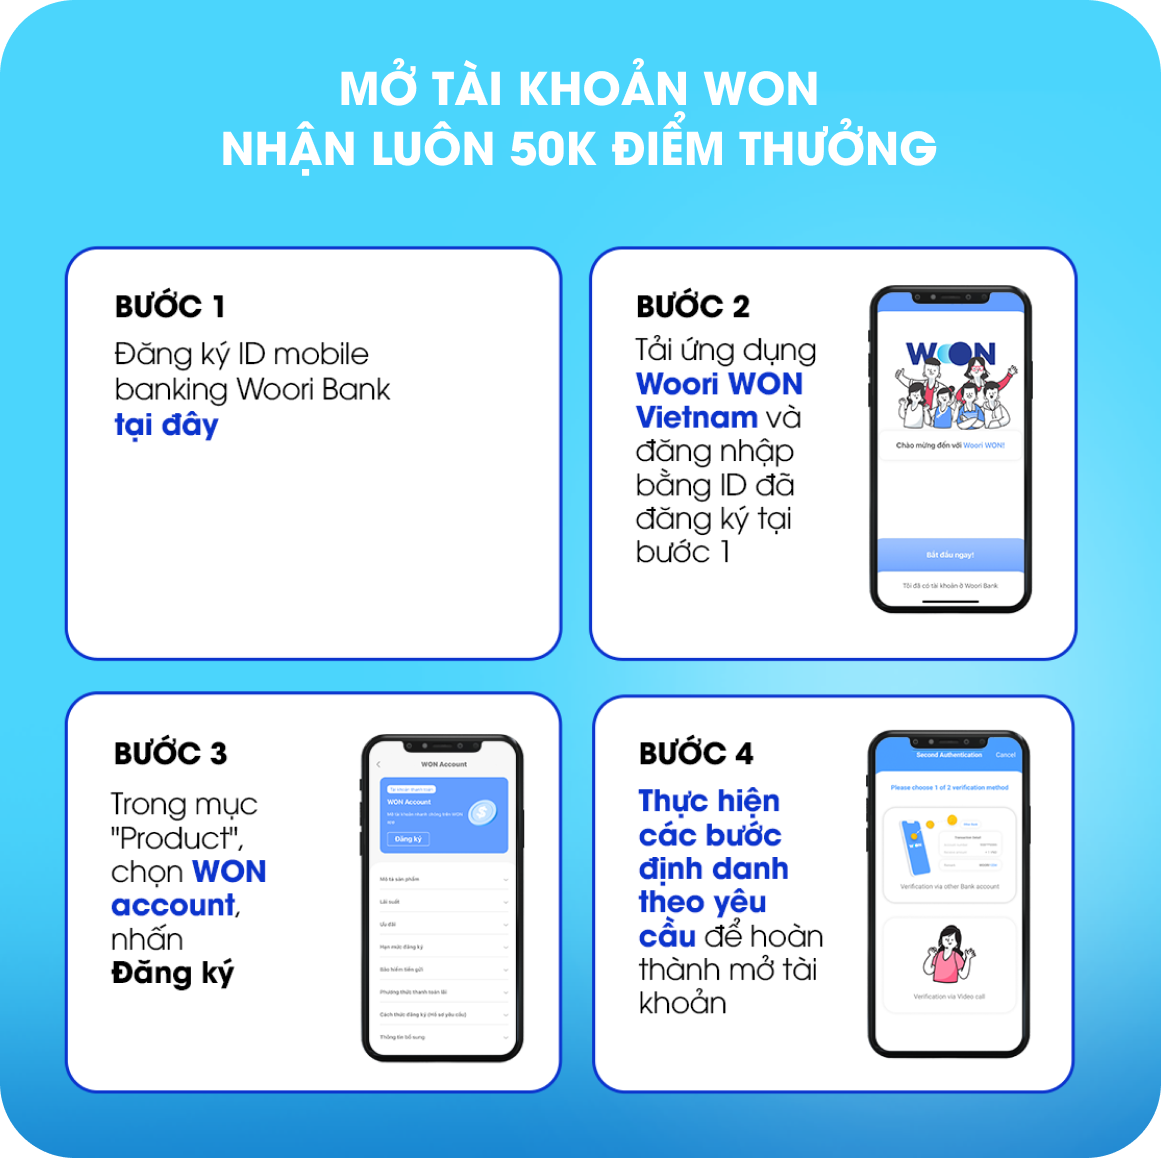 MỞ TÀI KHOẢN WON
NHẬN LUÔN 50K ĐIỂM THƯỞNG
BƯỚC 1
Đăng ký ID mobile
banking Woori Bank
tại đây
BƯỚC 2
Tải ứng dụng
Woori WON
Vietnam và
đăng nhập
bằng ID đã
đăng ký tại
bước 1
WOON
Chào mừng đến với Woori WON!
Bắt đầu ngay!
Tôi đã có tài khoản ở Woori Bank
BƯỚC 3
Trong mục
"Product",
chọn WON
account,
nhấn
Đăng ký
WON Account
Tài khoản thanh toán
WON Account
Đăng ký
Mô tả sản phẩm
Lãi suất
Ưu đãi
Hạn mức đăng ký
Bảo hiểm tiền gửi
Phương thức thanh toán lãi
Cách thức đăng ký (Hồ sơ yêu cầu)
Thông tin bổ sung
BƯỚC 4
Thực hiện
các bước
định danh
theo yêu
cầu để hoàn
thành mở tài
khoản
Second Authentication Cancel
Please choose 1 of 2 verification method
Verification via other Bank account
Verification via Video call